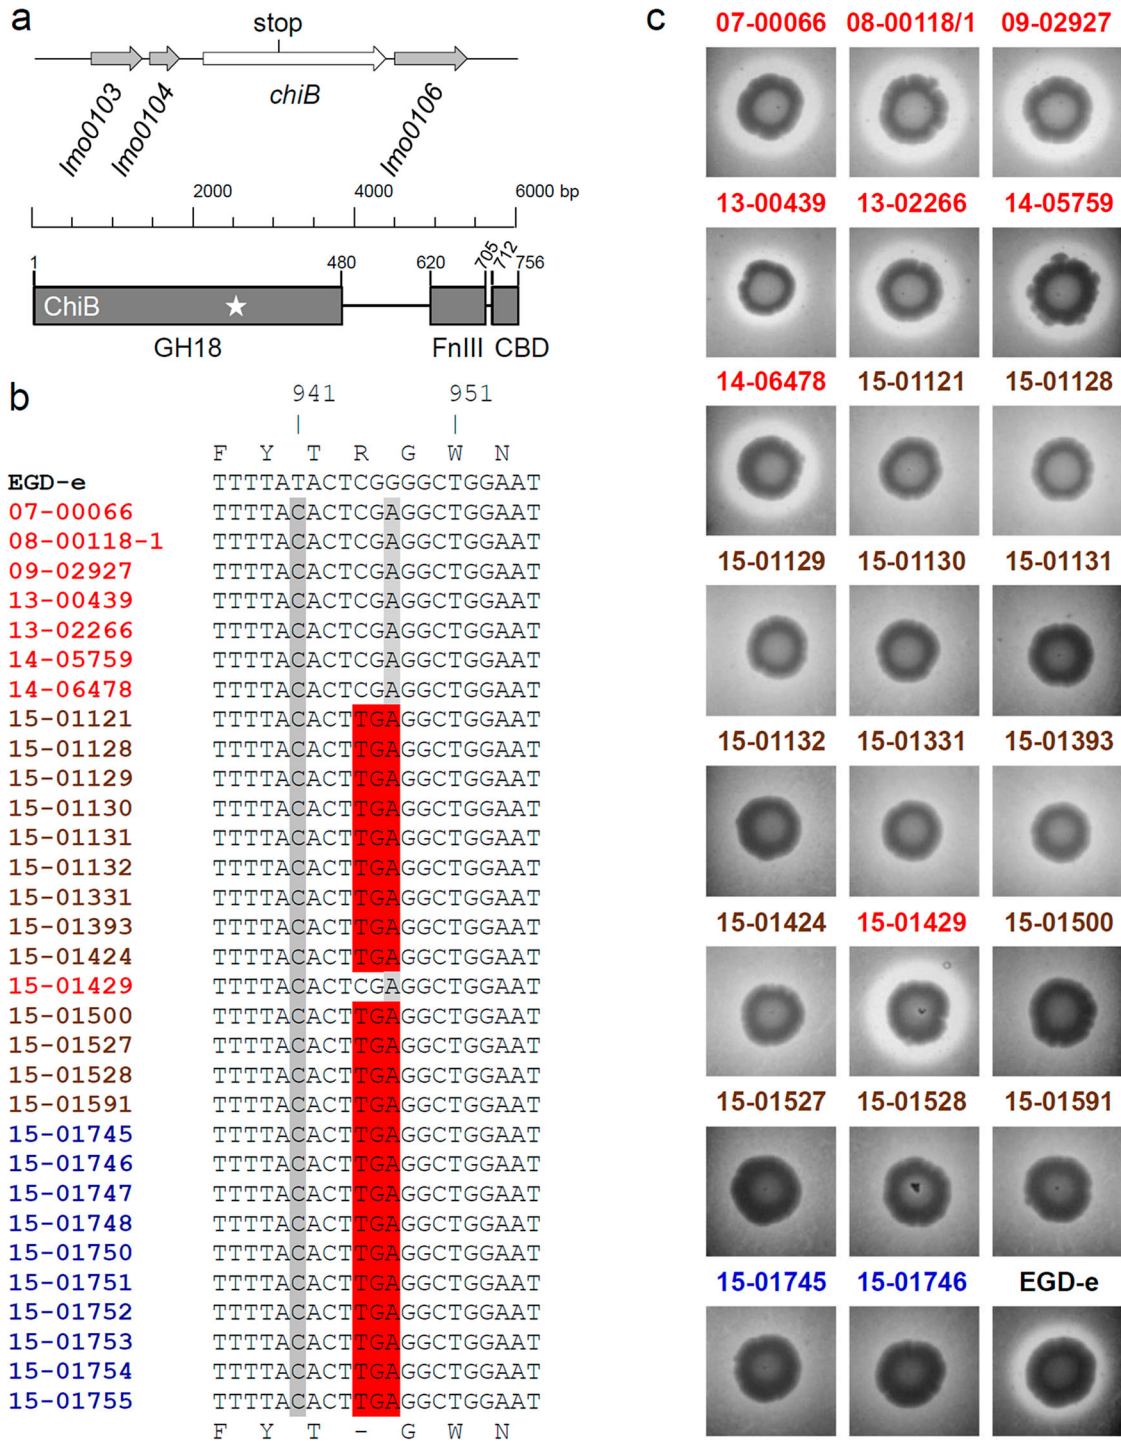 a
stop
chiB
lmo0103
lmo0104
lmo0106
2000
4000
6000 bp
1
480
620
705
712
756
ChiB
GH18
FnIII
CBD
b
941
951
F Y T R G W N
EGD-e TTTTATACTCGGGGCTGGAAT
07-00066 TTTTACACTCGAGGCTGGAAT
08-00118-1 TTTTACACTCGAGGCTGGAAT
09-02927 TTTTACACTCGAGGCTGGAAT
13-00439 TTTTACACTCGAGGCTGGAAT
13-02266 TTTTACACTCGAGGCTGGAAT
14-05759 TTTTACACTCGAGGCTGGAAT
14-06478 TTTTACACTCGAGGCTGGAAT
15-01121 TTTTACACTTGAGGCTGGAAT
15-01128 TTTTACACTTGAGGCTGGAAT
15-01129 TTTTACACTTGAGGCTGGAAT
15-01130 TTTTACACTTGAGGCTGGAAT
15-01131 TTTTACACTTGAGGCTGGAAT
15-01132 TTTTACACTTGAGGCTGGAAT
15-01331 TTTTACACTTGAGGCTGGAAT
15-01393 TTTTACACTTGAGGCTGGAAT
15-01424 TTTTACACTTGAGGCTGGAAT
15-01429 TTTTACACTCGAGGCTGGAAT
15-01500 TTTTACACTTGAGGCTGGAAT
15-01527 TTTTACACTTGAGGCTGGAAT
15-01528 TTTTACACTTGAGGCTGGAAT
15-01591 TTTTACACTTGAGGCTGGAAT
15-01745 TTTTACACTTGAGGCTGGAAT
15-01746 TTTTACACTTGAGGCTGGAAT
15-01747 TTTTACACTTGAGGCTGGAAT
15-01748 TTTTACACTTGAGGCTGGAAT
15-01750 TTTTACACTTGAGGCTGGAAT
15-01751 TTTTACACTTGAGGCTGGAAT
15-01752 TTTTACACTTGAGGCTGGAAT
15-01753 TTTTACACTTGAGGCTGGAAT
15-01754 TTTTACACTTGAGGCTGGAAT
15-01755 TTTTACACTTGAGGCTGGAAT
F Y T - G W N
c
07-00066 08-00118/1 09-02927
13-00439 13-02266 14-05759
14-06478 15-01121 15-01128
15-01129 15-01130 15-01131
15-01132 15-01331 15-01393
15-01424 15-01429 15-01500
15-01527 15-01528 15-01591
15-01745 15-01746 EGD-e